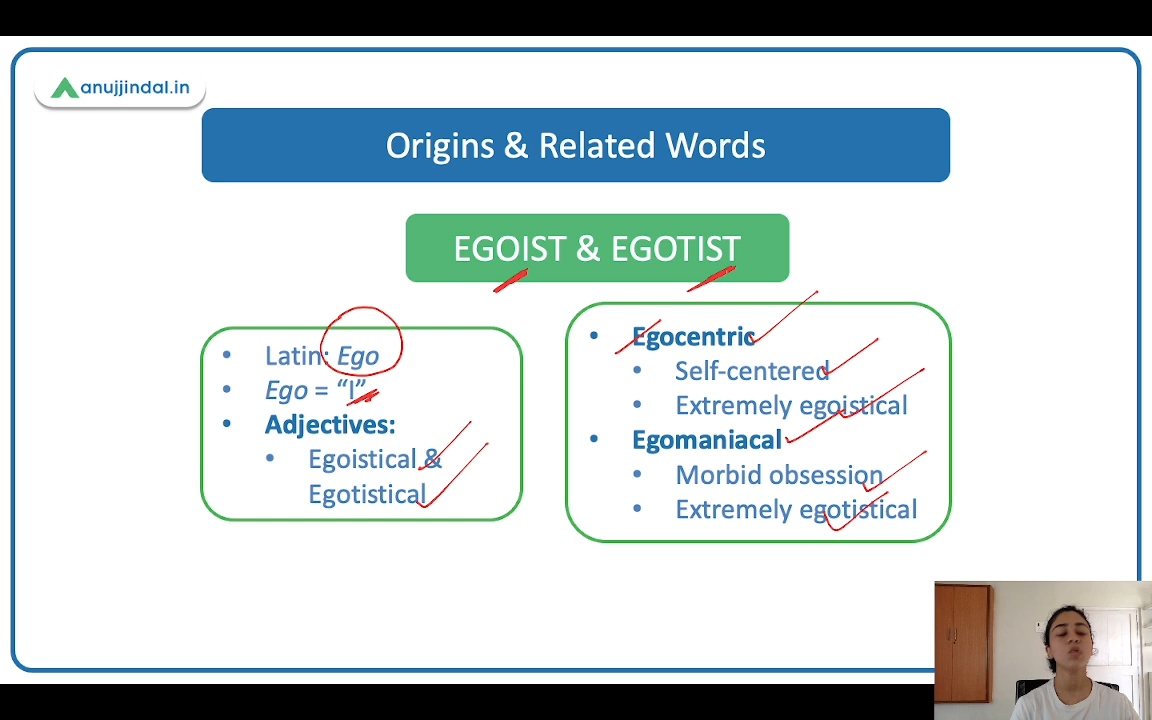 anujjindal.in
Origins & Related Words
EGOIST & EGOTIST
• Latin: Ego
• Ego = “I”
• Adjectives:
• Egoistical &
Egotistical
• Egocentric
• Self-centered
• Extremely egoistical
• Egomaniacal
• Morbid obsession
• Extremely egotistical